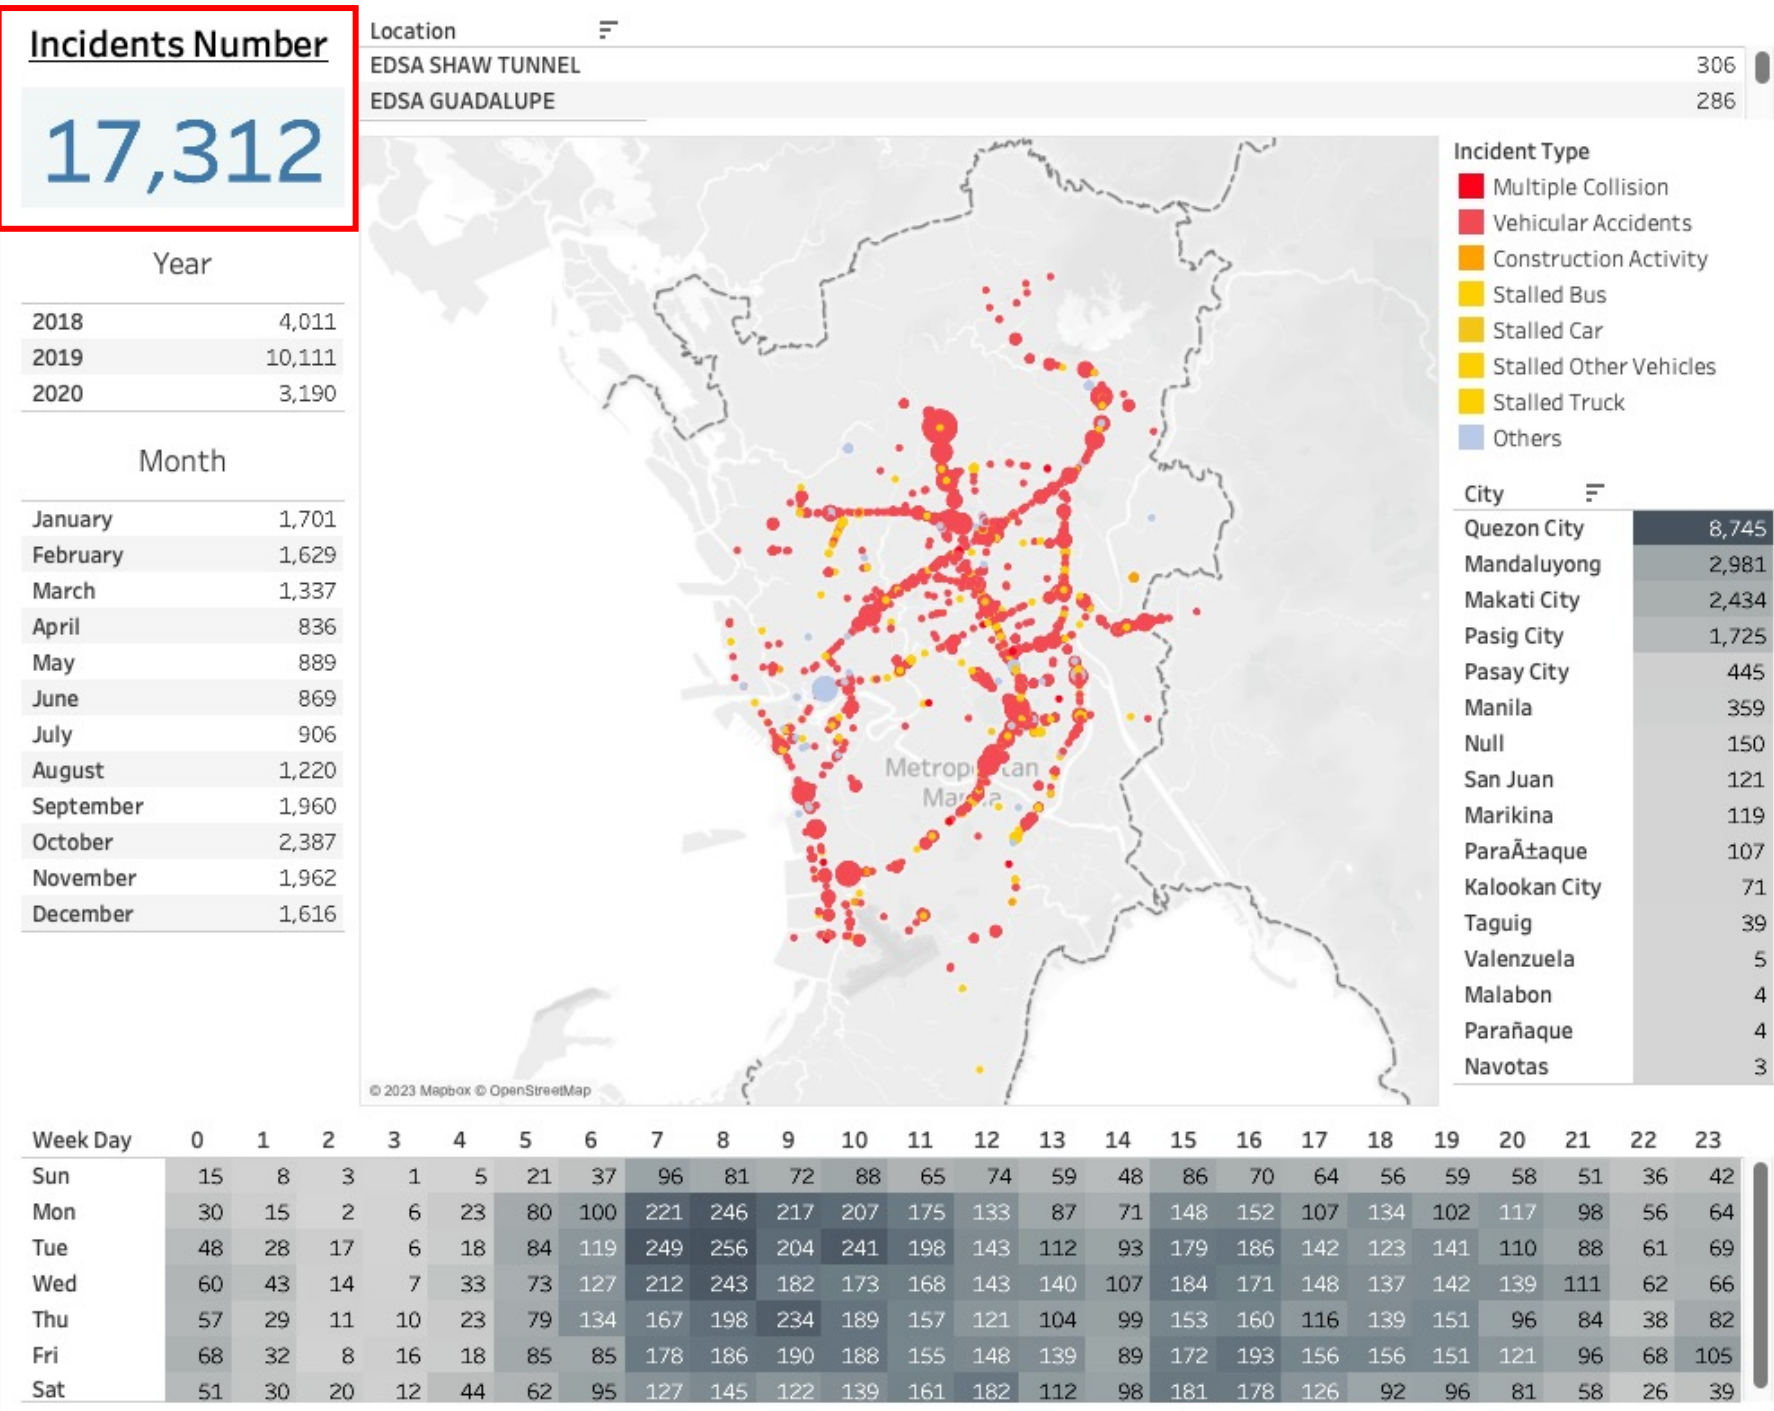 Incidents Number
17,312
Location
EDSA SHAW TUNNEL 306
EDSA GUADALUPE 286
Year
2018 4,011
2019 10,111
2020 3,190
Month
January 1,701
February 1,629
March 1,337
April 836
May 889
June 869
July 906
August 1,220
September 1,960
October 2,387
November 1,962
December 1,616
Metropolitan
Manila
© 2023 Mapbox © OpenStreetMap
Incident Type
Multiple Collision
Vehicular Accidents
Construction Activity
Stalled Bus
Stalled Car
Stalled Other Vehicles
Stalled Truck
Others
City
Quezon City 8,745
Mandaluyong 2,981
Makati City 2,434
Pasig City 1,725
Pasay City 445
Manila 359
Null 150
San Juan 121
Marikina 119
ParaÃ±aque 107
Kalookan City 71
Taguig 39
Valenzuela 5
Malabon 4
Parañaque 4
Navotas 3
Week Day 0 1 2 3 4 5 6 7 8 9 10 11 12 13 14 15 16 17 18 19 20 21 22 23
Sun 15 8 3 1 5 21 37 96 81 72 88 65 74 59 48 86 70 64 56 59 58 51 36 42
Mon 30 15 2 6 23 80 100 221 246 217 207 175 133 87 71 148 152 107 134 102 117 98 56 64
Tue 48 28 17 6 18 84 119 249 256 204 241 198 143 112 93 179 186 142 123 141 110 88 61 69
Wed 60 43 14 7 33 73 127 212 243 182 173 168 143 140 107 184 171 148 137 142 139 111 62 66
Thu 57 29 11 10 23 79 134 167 198 234 189 157 121 104 99 153 160 116 139 151 96 84 38 82
Fri 68 32 8 16 18 85 85 178 186 190 188 155 148 139 89 172 193 156 156 151 121 96 68 105
Sat 51 30 20 12 44 62 95 127 145 122 139 161 182 112 98 181 178 126 92 96 81 58 26 39